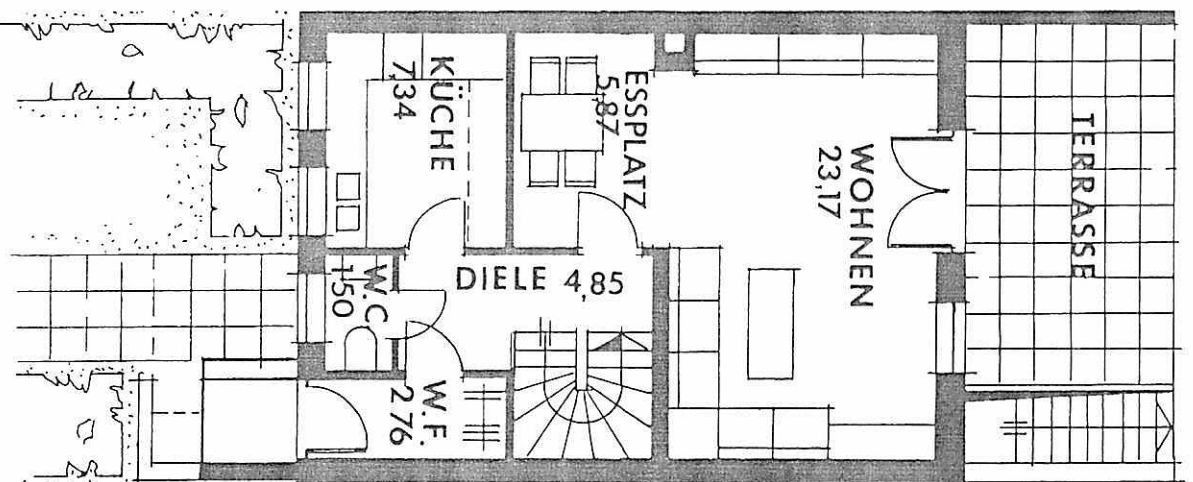 KÜCHE
7,34
ESSPLATZ
5,87
WOHNEN
23,17
TERRASSE
DIELE 4,85
W.C
1,50
W.F.
2.76